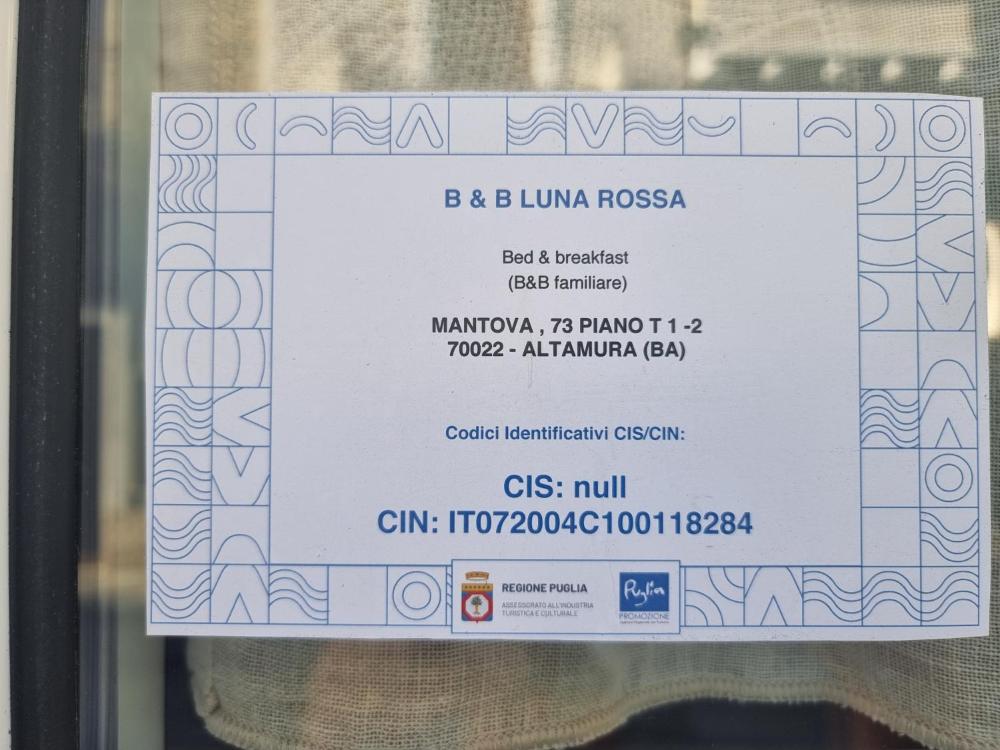 B & B LUNA ROSSA
Bed & breakfast
(B&B familiare)
MANTOVA , 73 PIANO T 1 -2
70022 - ALTAMURA (BA)
Codici Identificativi CIS/CIN:
CIS: null
CIN: IT072004C100118284
REGIONE PUGLIA
ASSESSORATO ALL'INDUSTRIA
TURISTICA E CULTURALE
Puglia
PROMOZIONE